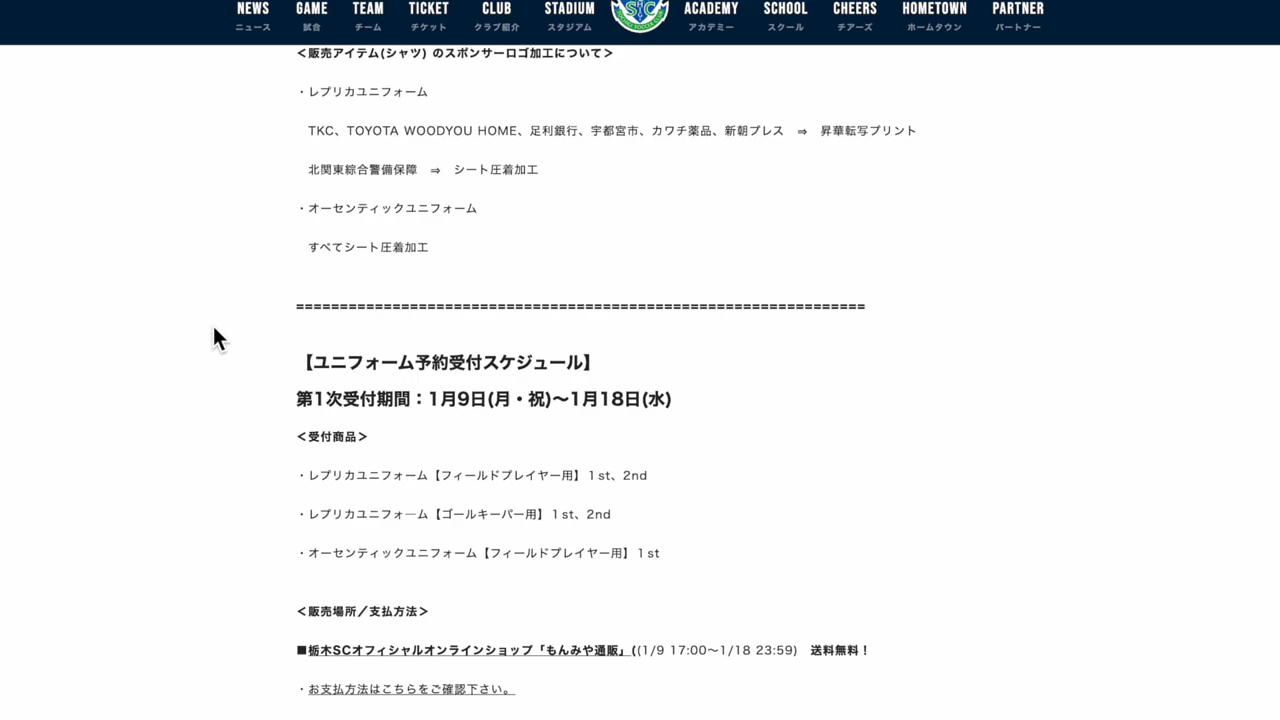 NEWS GAME TEAM TICKET CLUB STADIUM ACADEMY SCHOOL CHEERS HOMETOWN PARTNER
ニュース 試合 チーム チケット クラブ紹介 スタジアム アカデミー スクール チアーズ ホームタウン パートナー
＜販売アイテム(シャツ) のスポンサーロゴ加工について＞
・レプリカユニフォーム
TKC、TOYOTA WOODYOU HOME、足利銀行、宇都宮市、カワチ薬品、新朝プレス　⇒　昇華転写プリント
北関東綜合警備保障　⇒　シート圧着加工
・オーセンティックユニフォーム
すべてシート圧着加工
=================================================================
【ユニフォーム予約受付スケジュール】
第1次受付期間：1月9日(月・祝)〜1月18日(水)
＜受付商品＞
・レプリカユニフォーム【フィールドプレイヤー用】１st、2nd
・レプリカユニフォ―ム【ゴールキーパー用】１st、2nd
・オーセンティックユニフォーム【フィールドプレイヤー用】１st
＜販売場所／支払方法＞
■栃木SCオフィシャルオンラインショップ「もんみや通販」((1/9 17:00〜1/18 23:59)　送料無料！
・お支払方法はこちらをご確認下さい。